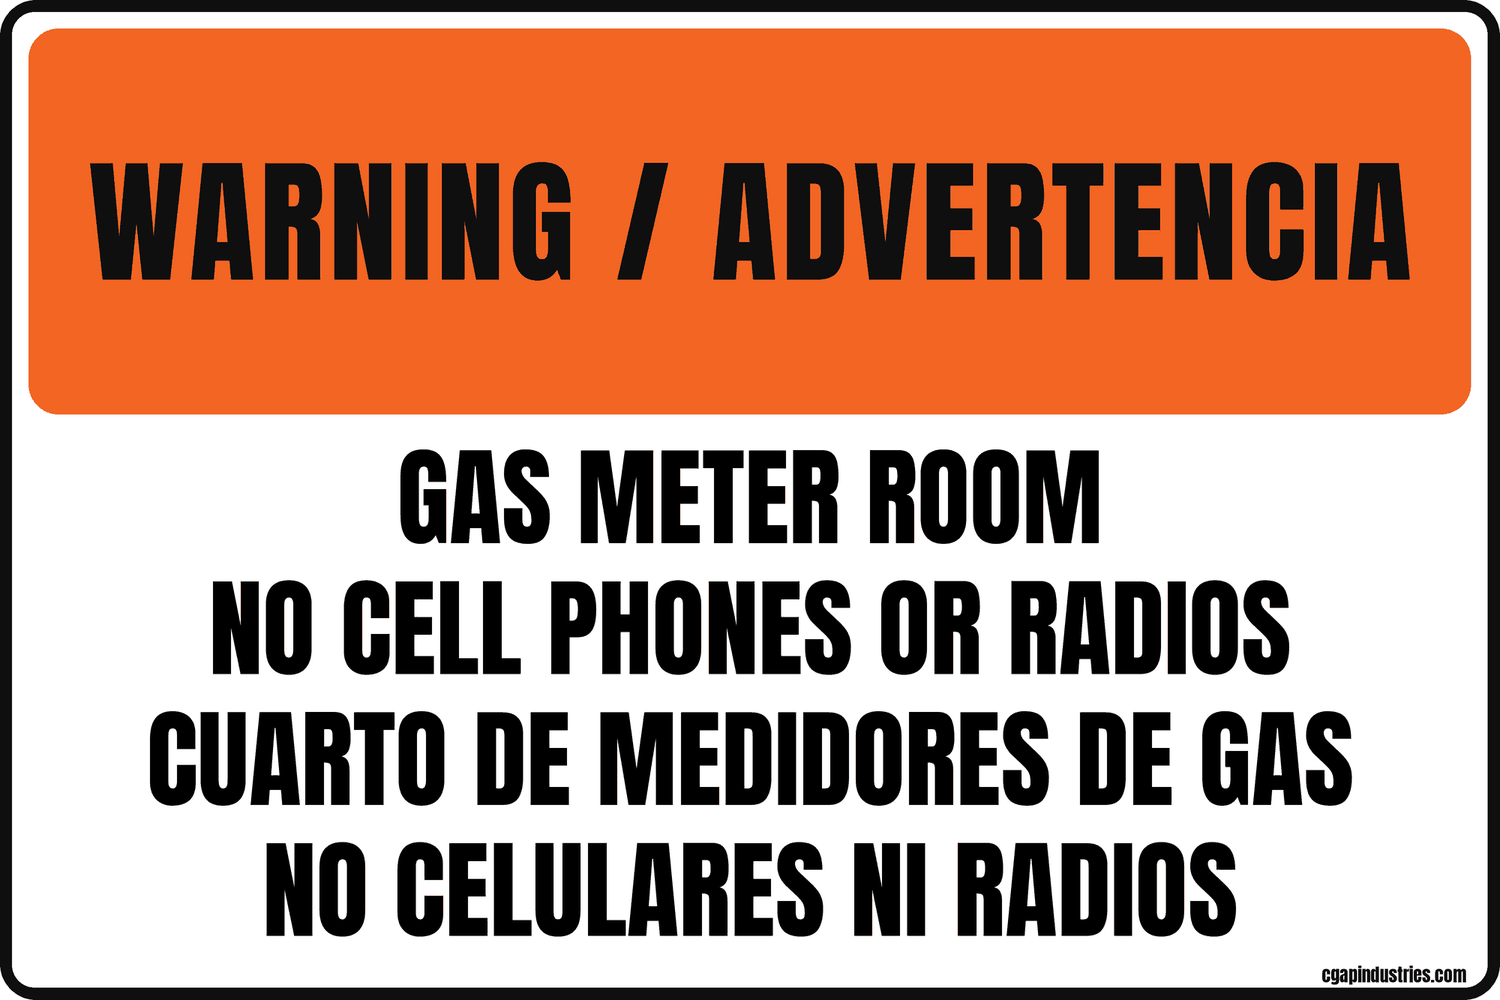 WARNING / ADVERTENCIA
GAS METER ROOM
NO CELL PHONES OR RADIOS
CUARTO DE MEDIDORES DE GAS
NO CELULARES NI RADIOS
cgapindustries.com